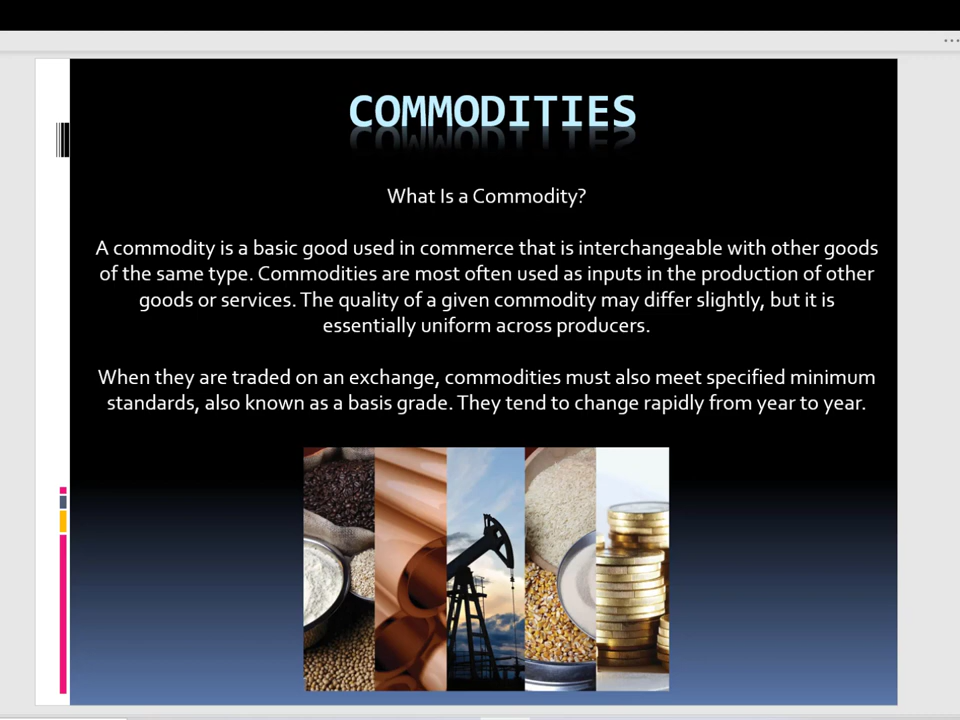 COMMODITIES
What Is a Commodity?
A commodity is a basic good used in commerce that is interchangeable with other goods
of the same type. Commodities are most often used as inputs in the production of other
goods or services. The quality of a given commodity may differ slightly, but it is
essentially uniform across producers.
When they are traded on an exchange, commodities must also meet specified minimum
standards, also known as a basis grade. They tend to change rapidly from year to year.